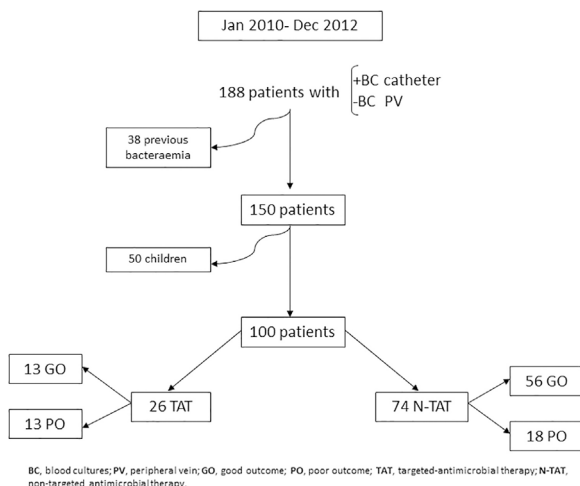 Jan 2010- Dec 2012
188 patients with
+BC catheter
-BC PV
38 previous
bacteraemia
150 patients
50 children
100 patients
13 GO
13 PO
26 TAT
74 N-TAT
56 GO
18 PO
BC, blood cultures; PV, peripheral vein; GO, good outcome; PO, poor outcome; TAT, targeted-antimicrobial therapy; N-TAT,
non-targeted antimicrobial therapy.